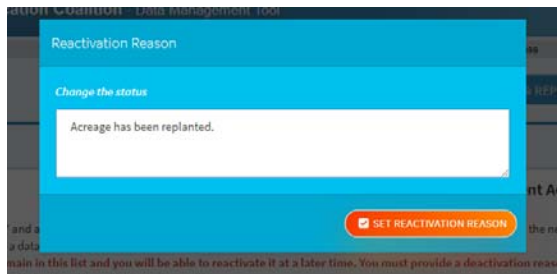 Coalition - Data Management Tool
Reactivation Reason
Change the status
Acreage has been replanted.
SET REACTIVATION REASON
nt A
and a
the n
a data
main in this list and you will be able to reactivate it at a later time. You must provide a deactivation reas